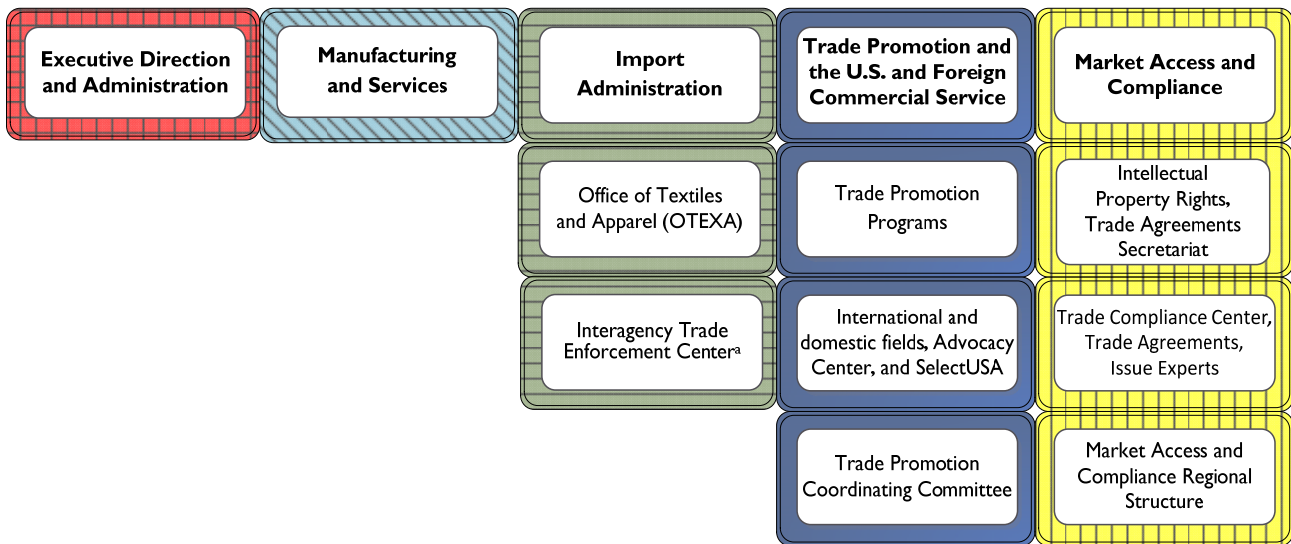 Executive Direction
and Administration
Manufacturing
and Services
Import
Administration
Trade Promotion and
the U.S. and Foreign
Commercial Service
Market Access and
Compliance
Office of Textiles
and Apparel (OTEXA)
Trade Promotion
Programs
Intellectual
Property Rights,
Trade Agreements
Secretariat
Interagency Trade
Enforcement Centerª
International and
domestic fields, Advocacy
Center, and SelectUSA
Trade Compliance Center,
Trade Agreements,
Issue Experts
Trade Promotion
Coordinating Committee
Market Access and
Compliance Regional
Structure